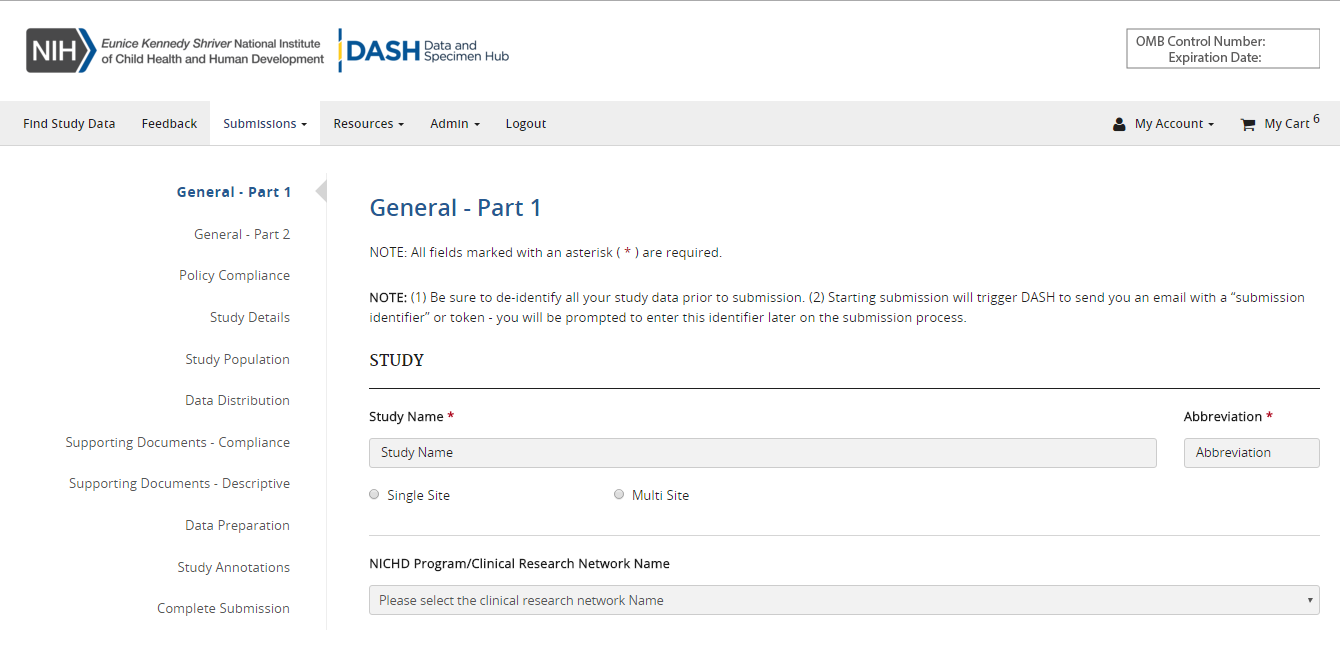 NIH
Eunice Kennedy Shriver National Institute
of Child Health and Human Development
DASH
Data and
Specimen Hub
OMB Control Number:
Expiration Date:
Find Study Data
Feedback
Submissions
Resources
Admin
Logout
My Account
My Cart 6
General - Part 1
General - Part 2
Policy Compliance
Study Details
Study Population
Data Distribution
Supporting Documents - Compliance
Supporting Documents - Descriptive
Data Preparation
Study Annotations
Complete Submission
General - Part 1
NOTE: All fields marked with an asterisk ( * ) are required.
NOTE: (1) Be sure to de-identify all your study data prior to submission. (2) Starting submission will trigger DASH to send you an email with a “submission
identifier” or token - you will be prompted to enter this identifier later on the submission process.
STUDY
Study Name *
Abbreviation *
Study Name
Abbreviation
Single Site
Multi Site
NICHD Program/Clinical Research Network Name
Please select the clinical research network Name